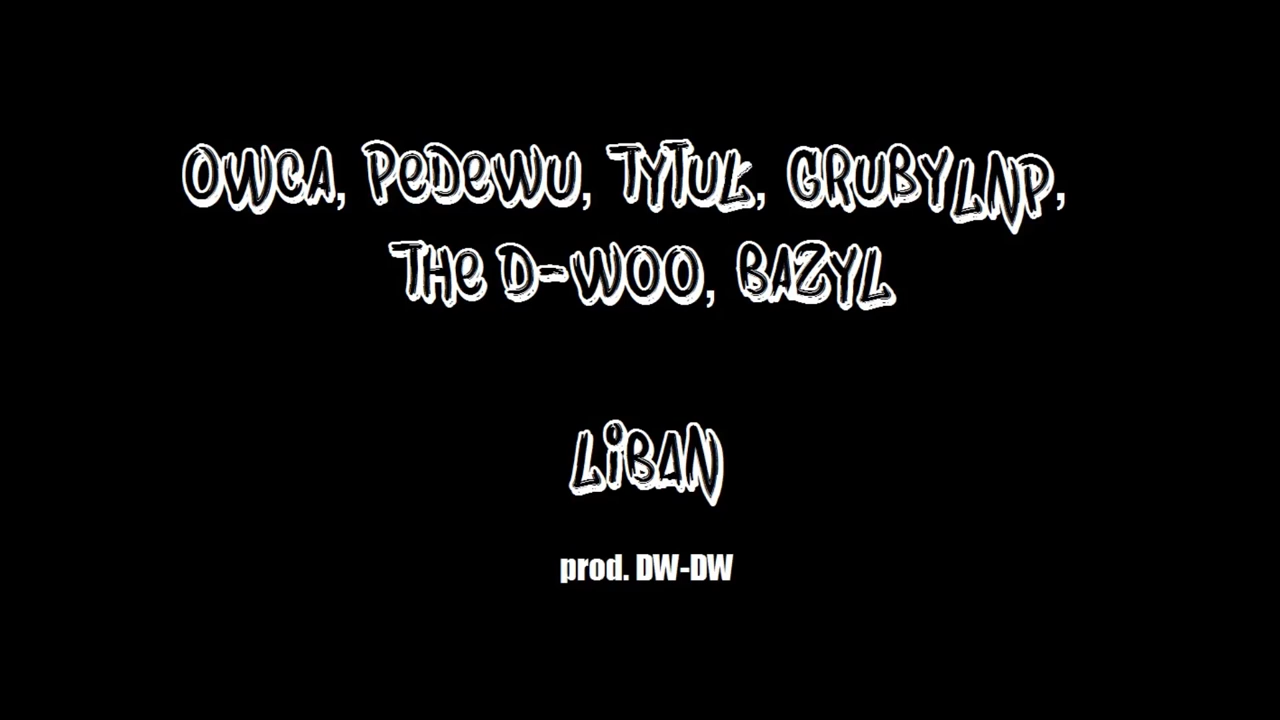 OWCA, PeDeWU, TYTUŁ, GRUBYLNP,
THe D-WOO, BAZYL
LiBAN
prod. DW-DW